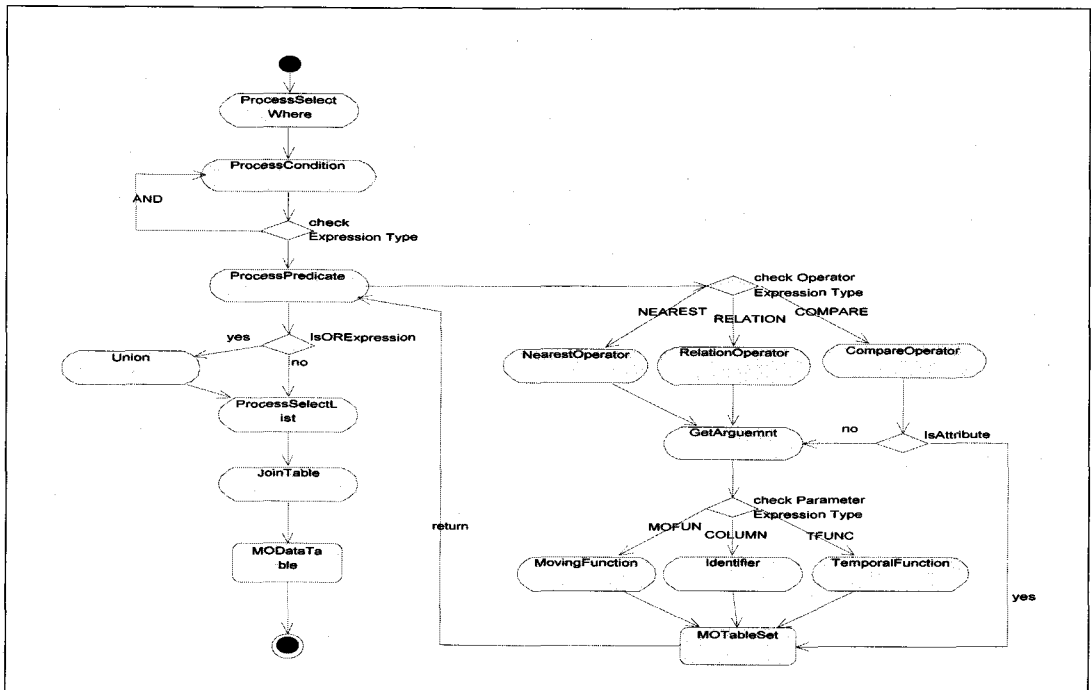 ProcessSelect
Where
ProcessCondition
AND
check
Expression Type
ProcessPredicate
yes
IsORExpression
no
Union
ProcessSelectL
ist
JoinTable
MODataTa
ble
check Operator
Expression Type
NEAREST
RELATION
COMPARE
NearestOperator
RelationOperator
CompareOperator
GetArguemnt
no
IsAttribute
check Parameter
Expression Type
MOFUN
COLUMN
TFUNC
return
MovingFunction
Identifier
TemporalFunction
yes
MOTableSet